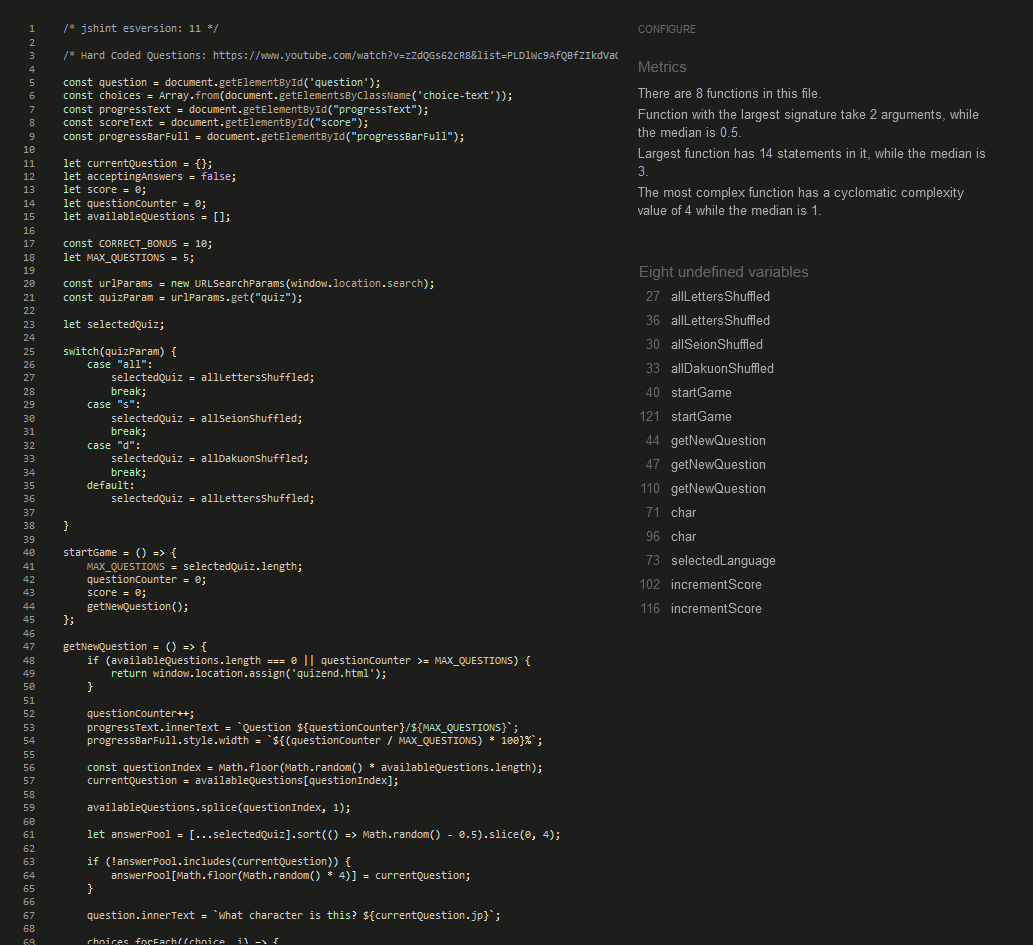 1 /* jshint esversion: 11 */
2
3 /* Hard Coded Questions: https://www.youtube.com/watch?v=zZdQGs62cR8&list=PLDlWc9AfQBfZIkdVaO
4
5 const question = document.getElementById('question');
6 const choices = Array.from(document.getElementsByClassName('choice-text'));
7 const progressText = document.getElementById("progressText");
8 const scoreText = document.getElementById("score");
9 const progressBarFull = document.getElementById("progressBarFull");
10
11 let currentQuestion = {};
12 let acceptingAnswers = false;
13 let score = 0;
14 let questionCounter = 0;
15 let availableQuestions = [];
16
17 const CORRECT_BONUS = 10;
18 let MAX_QUESTIONS = 5;
19
20 const urlParams = new URLSearchParams(window.location.search);
21 const quizParam = urlParams.get("quiz");
22
23 let selectedQuiz;
24
25 switch(quizParam) {
26 case "all":
27 selectedQuiz = allLettersShuffled;
28 break;
29 case "s":
30 selectedQuiz = allSeionShuffled;
31 break;
32 case "d":
33 selectedQuiz = allDakuonShuffled;
34 break;
35 default:
36 selectedQuiz = allLettersShuffled;
37
38 }
39
40 startGame = () => {
41 MAX_QUESTIONS = selectedQuiz.length;
42 questionCounter = 0;
43 score = 0;
44 getNewQuestion();
45 };
46
47 getNewQuestion = () => {
48 if (availableQuestions.length === 0 || questionCounter >= MAX_QUESTIONS) {
49 return window.location.assign('quizend.html');
50 }
51
52 questionCounter++;
53 progressText.innerText = `Question ${questionCounter}/${MAX_QUESTIONS}`;
54 progressBarFull.style.width = `${(questionCounter / MAX_QUESTIONS) * 100}%`;
55
56 const questionIndex = Math.floor(Math.random() * availableQuestions.length);
57 currentQuestion = availableQuestions[questionIndex];
58
59 availableQuestions.splice(questionIndex, 1);
60
61 let answerPool = [...selectedQuiz].sort(() => Math.random() - 0.5).slice(0, 4);
62
63 if (!answerPool.includes(currentQuestion)) {
64 answerPool[Math.floor(Math.random() * 4)] = currentQuestion;
65 }
66
67 question.innerText = `What character is this? ${currentQuestion.jp}`;
68
69 choices.forEach((choice, i) => {
CONFIGURE
Metrics
There are 8 functions in this file.
Function with the largest signature take 2 arguments, while
the median is 0.5.
Largest function has 14 statements in it, while the median is
3.
The most complex function has a cyclomatic complexity
value of 4 while the median is 1.
Eight undefined variables
27 allLettersShuffled
36 allLettersShuffled
30 allSeionShuffled
33 allDakuonShuffled
40 startGame
121 startGame
44 getNewQuestion
47 getNewQuestion
110 getNewQuestion
71 char
96 char
73 selectedLanguage
102 incrementScore
116 incrementScore